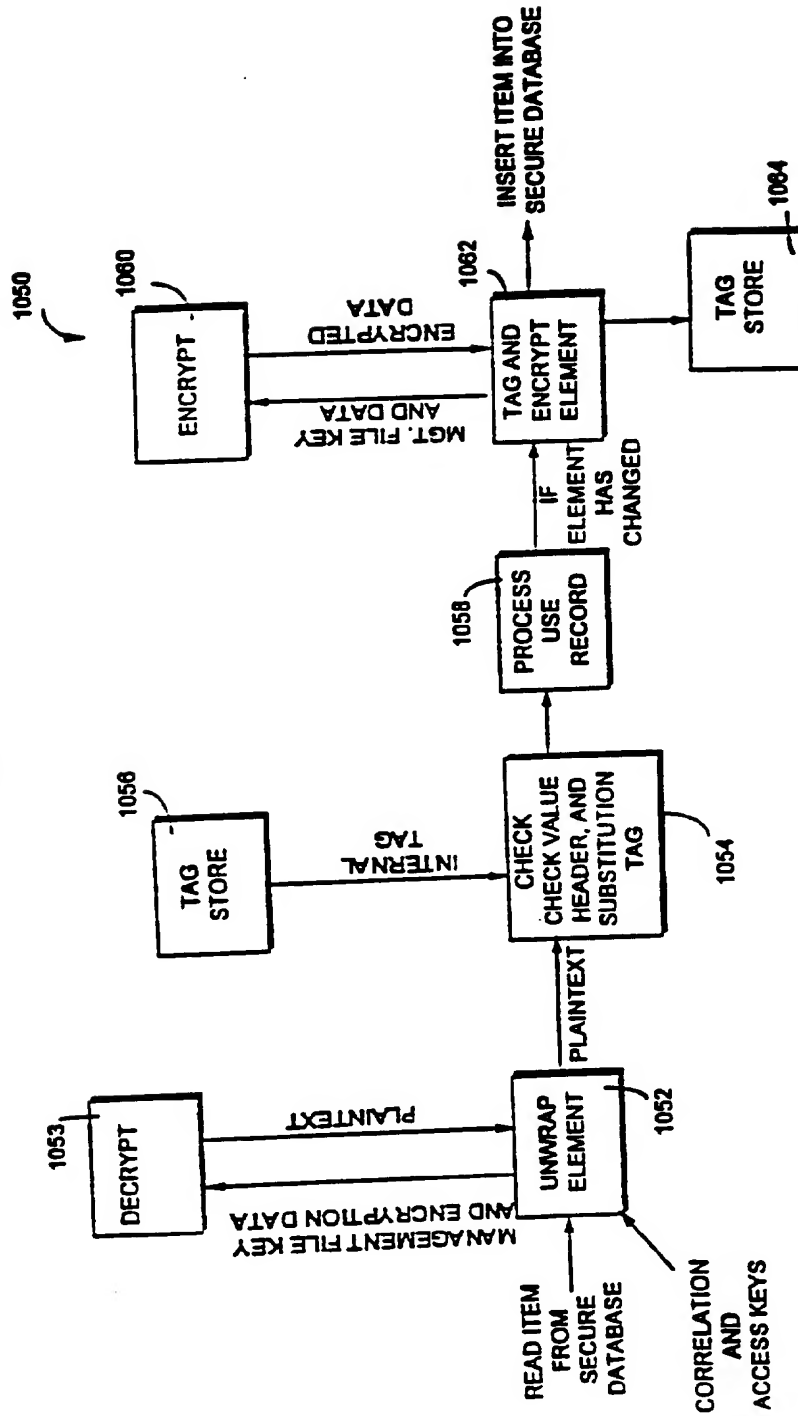 1050
1053
DECRYPT
MANAGEMENT FILE KEY
AND ENCRYPTION DATA
PLAINTEXT
READ ITEM
FROM
SECURE
DATABASE
CORRELATION
AND
ACCESS KEYS
UNWRAP
ELEMENT
1052
PLAINTEXT
1056
TAG
STORE
INTERNAL
TAG
CHECK
CHECK VALUE
HEADER, AND
SUBSTITUTION
TAG
1054
1058
PROCESS
USE
RECORD
IF
ELEMENT
HAS
CHANGED
1060
ENCRYPT
MGT. FILE KEY
AND DATA
ENCRYPTED
DATA
1062
TAG AND
ENCRYPT
ELEMENT
INSERT ITEM INTO
SECURE DATABASE
TAG
STORE
1064